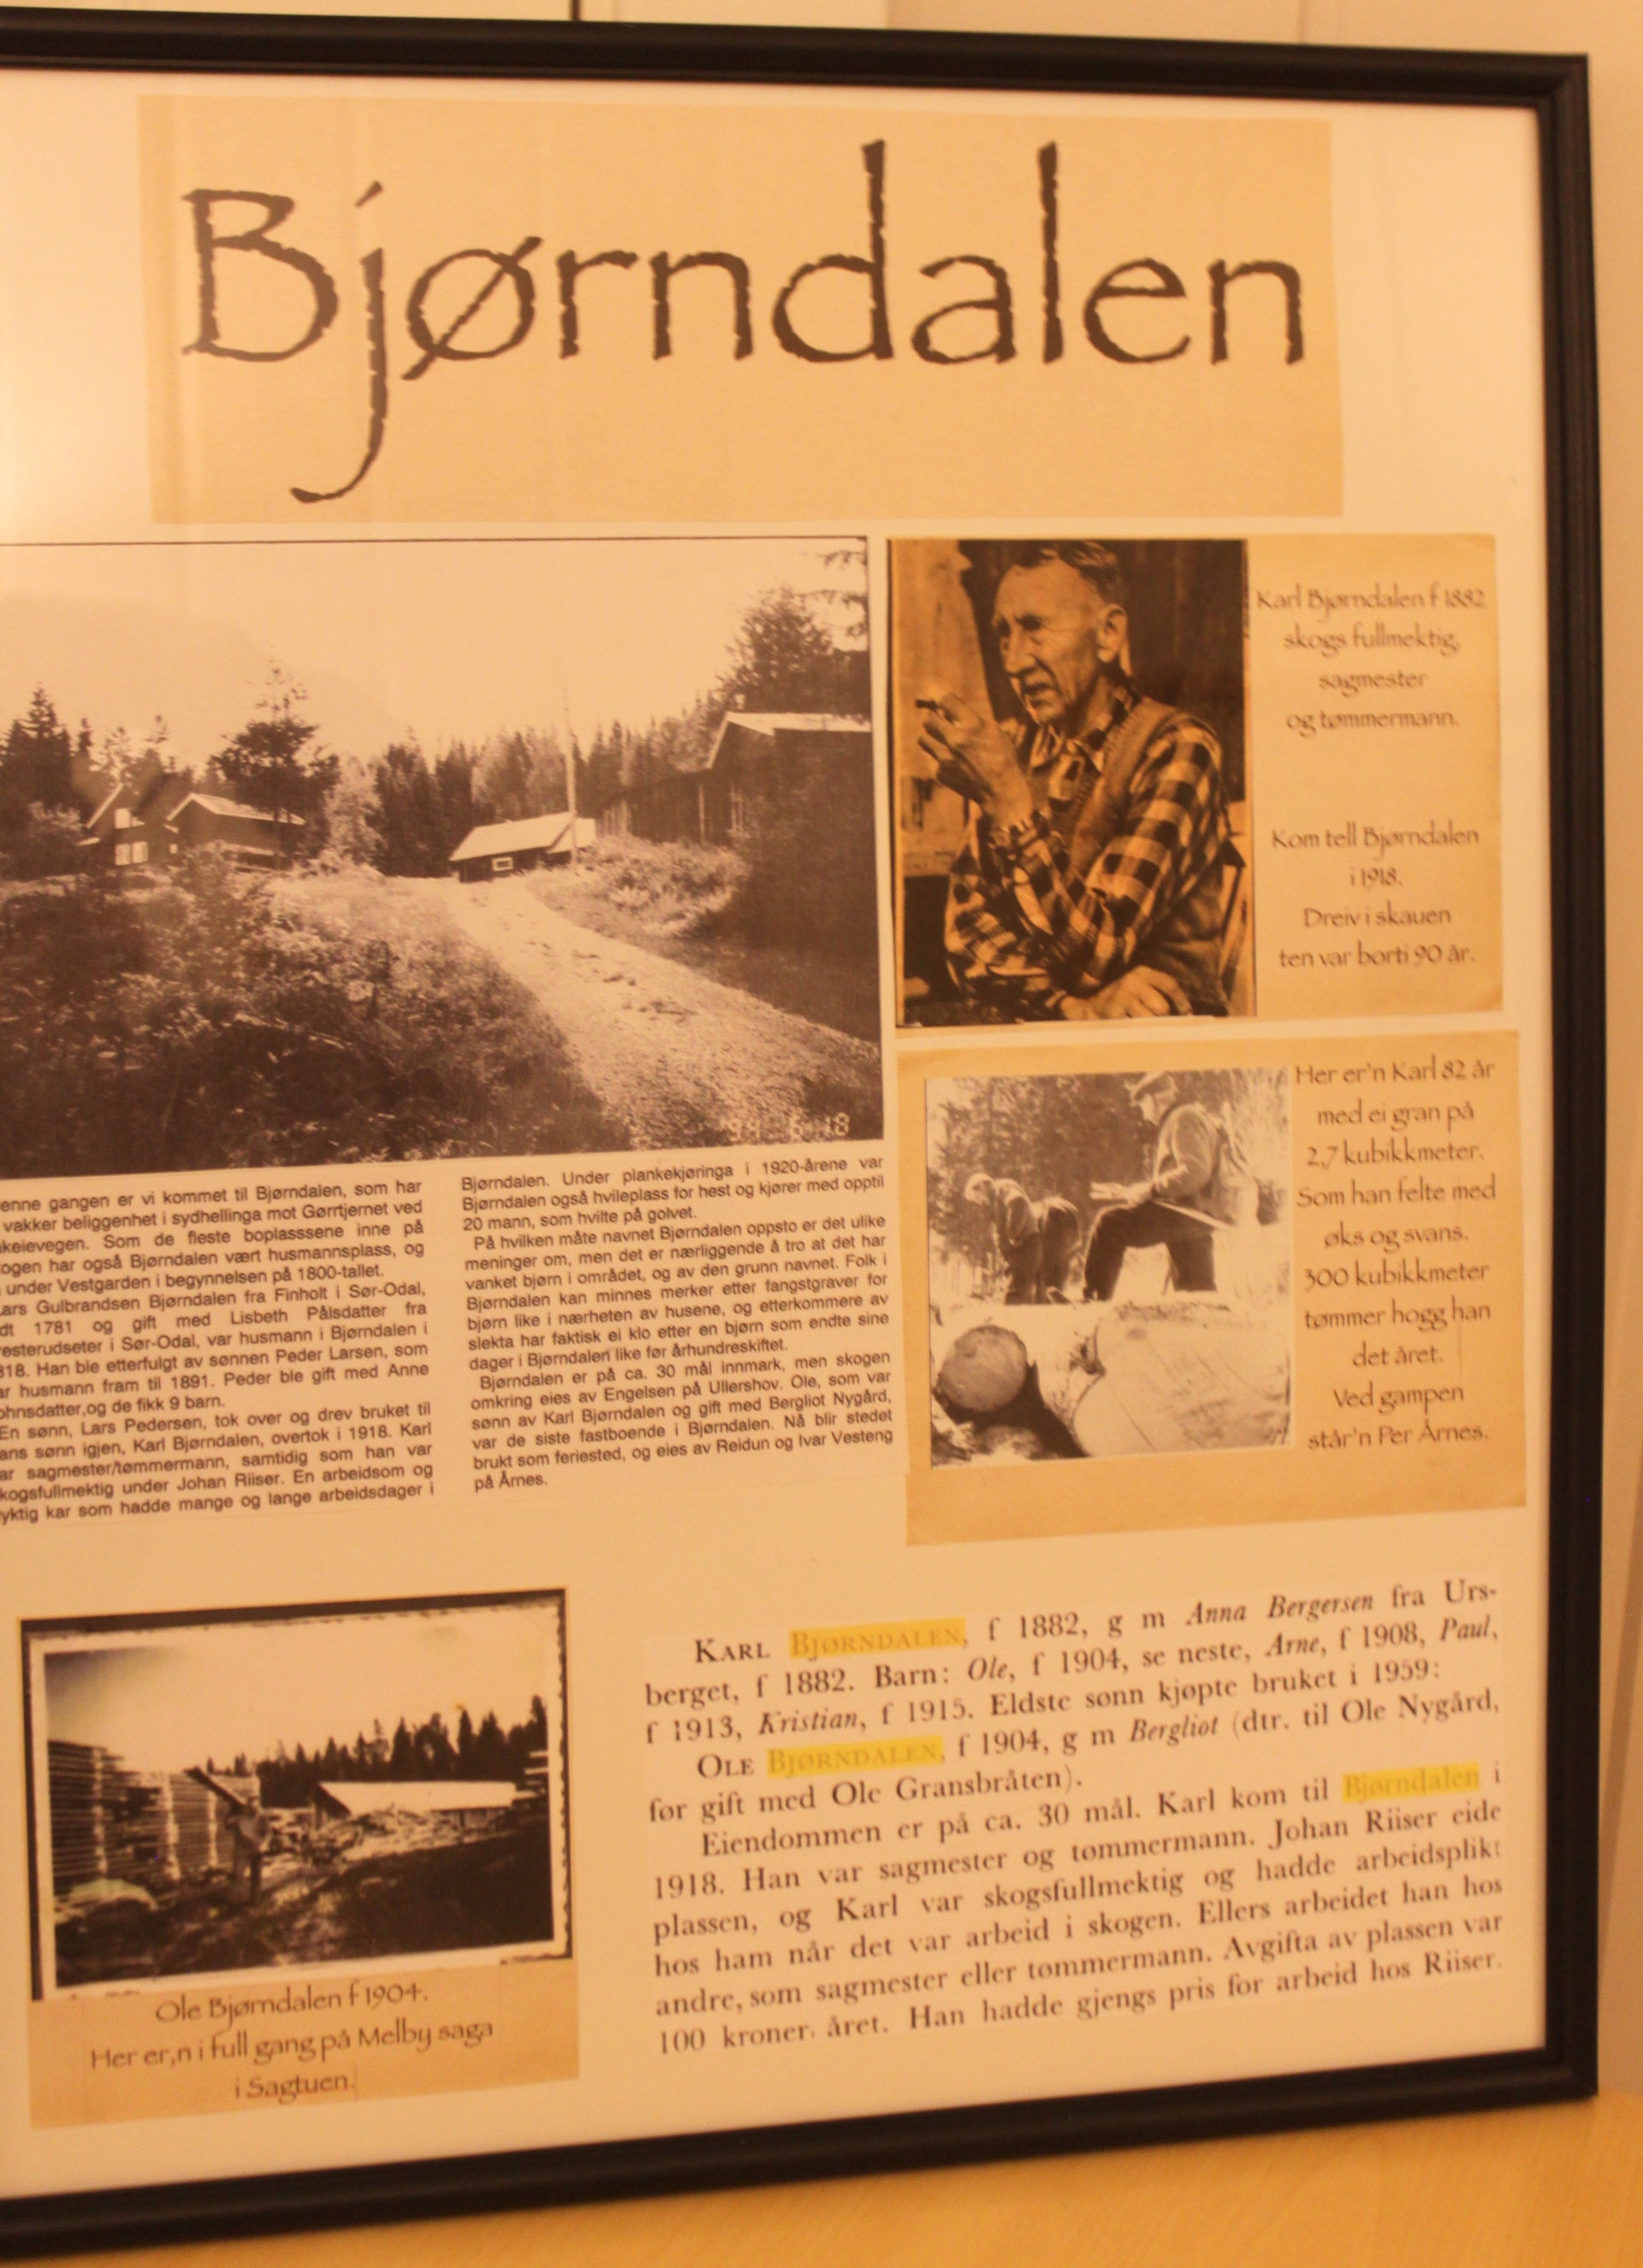 Bjørndalen
Karl Bjørndalen f 1882
skogs fullmektig,
sagmester
og tømmermann.
Kom tell Bjørndalen
i 1918.
Dreiv i skauen
ten var borti 90 år.
Her er'n Karl 82 år
med ei gran på
2,7 kubikkmeter.
Som han felte med
øks og svans.
300 kubikkmeter
tømmer hogg han
det året.
Ved gampen
står'n Per Årnes.
enne gangen er vi kommet til Bjørndalen, som har
vakker beliggenhet i sydhellinga mot Gørrtjernet ved
keievegen. Som de fleste boplasssene inne på
ogen har også Bjørndalen vært husmannsplass, og
under Vestgarden i begynnelsen på 1800-tallet.
ars Gulbrandsen Bjørndalen fra Finholt i Sør-Odal,
dt 1781 og gift med Lisbeth Pålsdatter fra
esterudseter i Sør-Odal, var husmann i Bjørndalen i
818. Han ble etterfulgt av sønnen Peder Larsen, som
ar husmann fram til 1891. Peder ble gift med Anne
ohnsdatter,og de fikk 9 barn.
En sønn, Lars Pedersen, tok over og drev bruket til
ans sønn igjen, Karl Bjørndalen, overtok i 1918. Karl
ar sagmester/tømmermann, samtidig som han var
kogsfullmektig under Johan Riiser. En arbeidsom og
yktig kar som hadde mange og lange arbeidsdager i
Bjørndalen. Under plankekjøringa i 1920-årene var
Bjørndalen også hvileplass for hest og kjører med opptil
20 mann, som hvilte på golvet.
På hvilken måte navnet Bjørndalen oppsto er det ulike
meninger om, men det er nærliggende å tro at det har
vanket bjørn i området, og av den grunn navnet. Folk i
Bjørndalen kan minnes merker etter fangstgraver for
bjørn like i nærheten av husene, og etterkommere av
slekta har faktisk ei klo etter en bjørn som endte sine
dager i Bjørndalen like før århundreskiftet.
Bjørndalen er på ca. 30 mål innmark, men skogen
omkring eies av Engelsen på Ullershov. Ole, som var
sønn av Karl Bjørndalen og gift med Bergliot Nygård,
var de siste fastboende i Bjørndalen. Nå blir stedet
brukt som feriested, og eies av Reidun og Ivar Vesteng
på Årnes.
Ole Bjørndalen f 1904.
Her er,n i full gang på Melby saga
i Sagtuen.
KARL BJØRNDALEN, f 1882, g m Anna Bergersen fra Urs-
berget, f 1882. Barn: Ole, f 1904, se neste, Arne, f 1908, Paul,
f 1913, Kristian, f 1915. Eldste sønn kjøpte bruket i 1959:
OLE BJØRNDALEN, f 1904, g m Bergliot (dtr. til Ole Nygård,
før gift med Ole Gransbråten).
Eiendommen er på ca. 30 mål. Karl kom til Bjørndalen i
1918. Han var sagmester og tømmermann. Johan Riiser eide
plassen, og Karl var skogsfullmektig og hadde arbeidsplikt
hos ham når det var arbeid i skogen. Ellers arbeidet han hos
andre, som sagmester eller tømmermann. Avgifta av plassen var
100 kroner. året. Han hadde gjengs pris for arbeid hos Riiser.